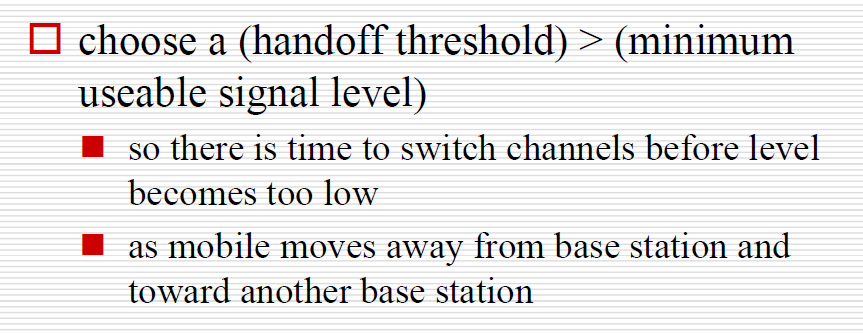 choose a (handoff threshold) > (minimum
useable signal level)
so there is time to switch channels before level
becomes too low
as mobile moves away from base station and
toward another base station